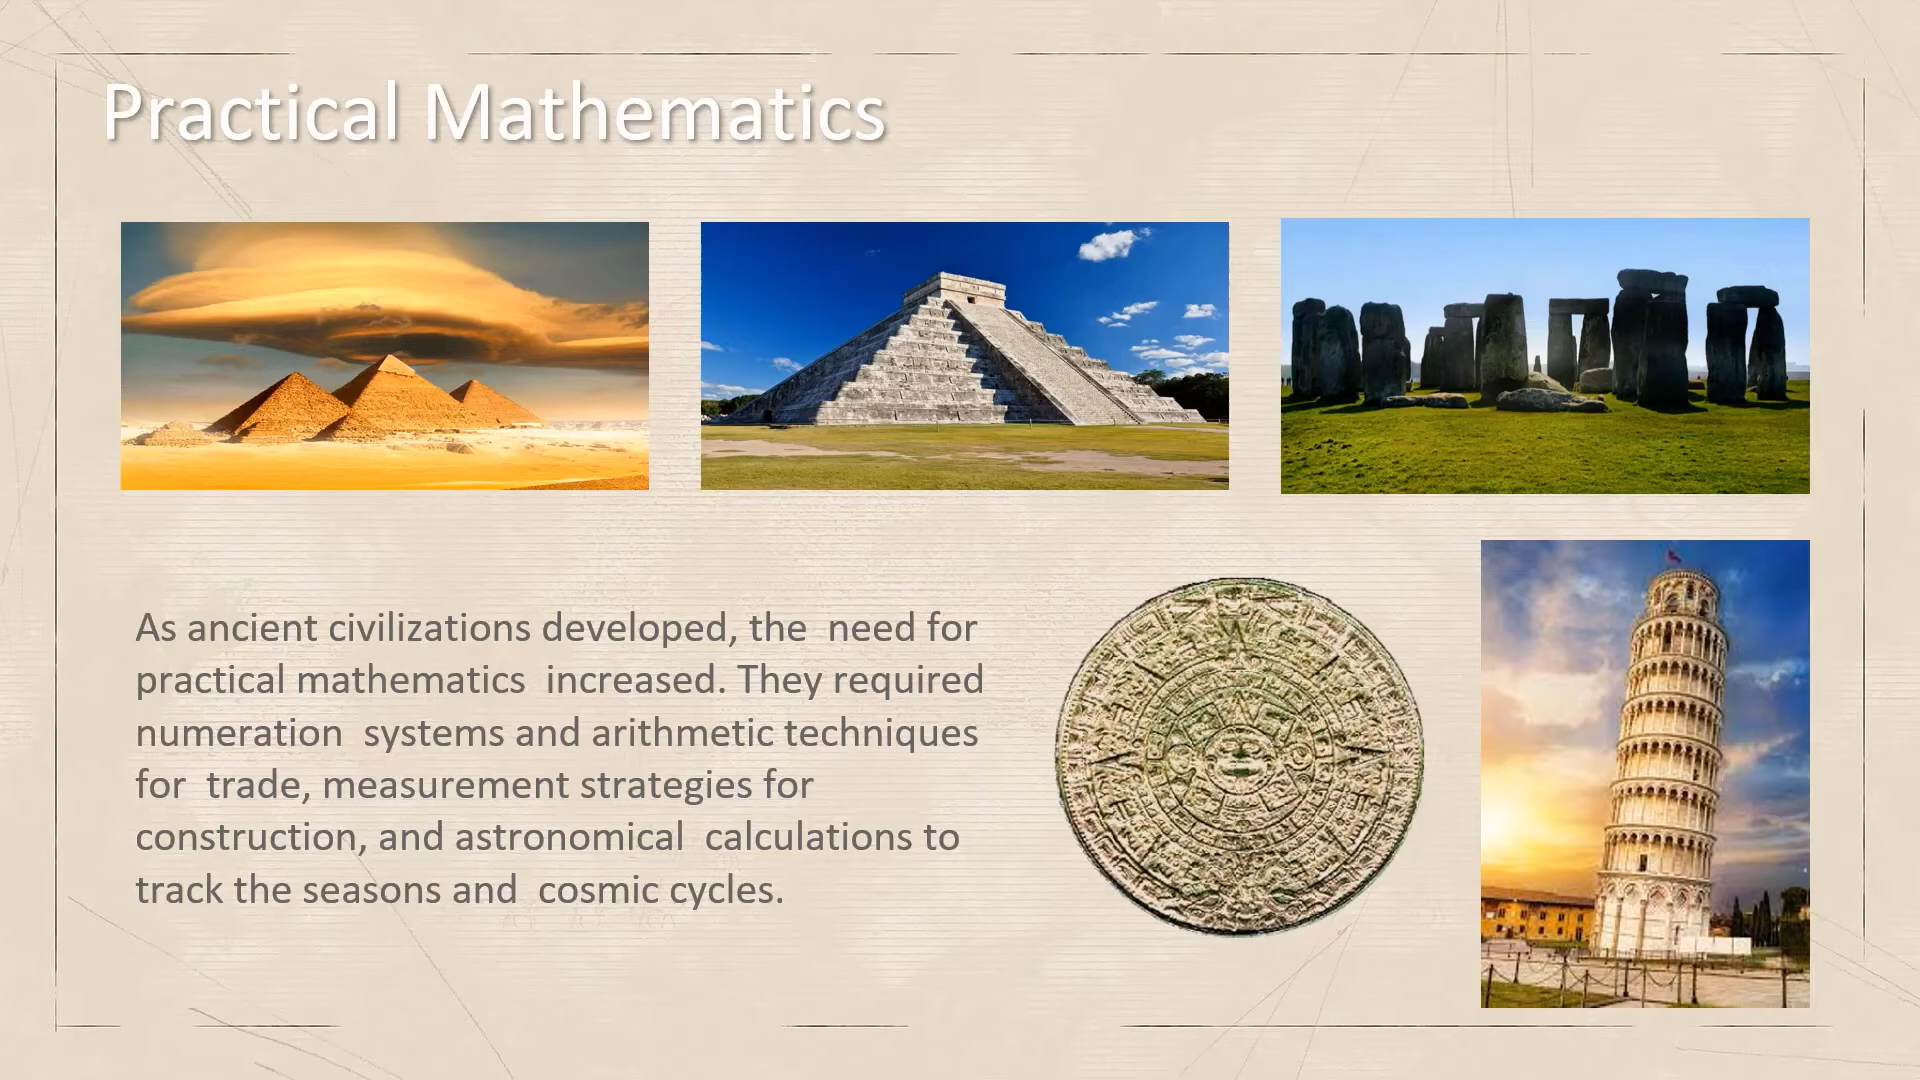 Practical Mathematics
As ancient civilizations developed, the  need for
practical mathematics  increased. They required
numeration  systems and arithmetic techniques
for  trade, measurement strategies for
construction, and astronomical  calculations to
track the seasons and  cosmic cycles.